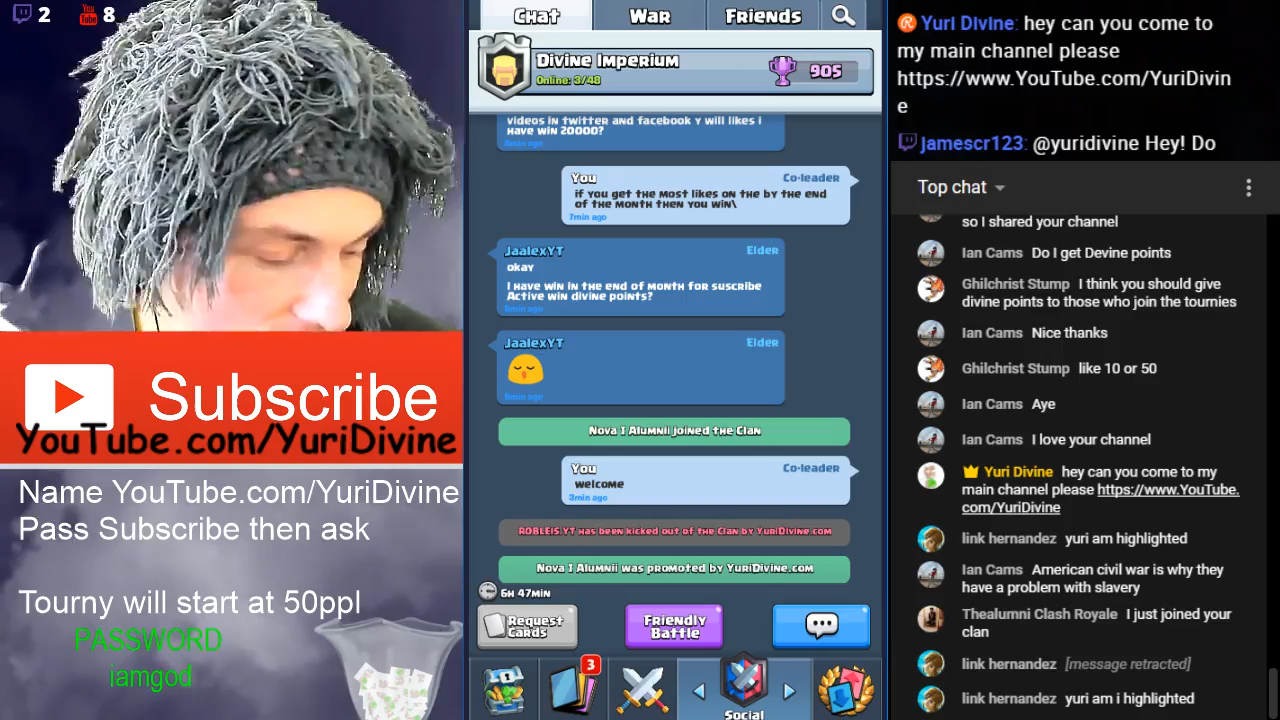 2
You Tube 8
Subscribe
YouTube.com/YuriDivine
Name YouTube.com/YuriDivine
Pass Subscribe then ask
Tourny will start at 50ppl
PASSWORD
iamgod
Chat
War
Friends
Divine Imperium
Online: 3/48
905
videos in twitter and facebook y will likes i
have win 20000?
You
Co-leader
if you get the most likes on the by the end
of the month then you win\
7min ago
JaalexYT
Elder
okay
I have win in the end of month for suscribe
Active win divine points?
JaalexYT
Elder
Nova I Alumnii joined the Clan
You
Co-leader
welcome
3min ago
ROBLEIS.YT has been kicked out of the Clan by YuriDivine.com
Nova I Alumnii was promoted by YuriDivine.com
6h 47min
Request
Cards
Friendly
Battle
1
3
Social
Yuri Divine: hey can you come to
my main channel please
https://www.YouTube.com/YuriDivin
e
jamescr123: @yuridivine Hey! Do
Top chat
so I shared your channel
Ian Cams Do I get Devine points
Ghilchrist Stump I think you should give
divine points to those who join the tournies
Ian Cams Nice thanks
Ghilchrist Stump like 10 or 50
Ian Cams Aye
Ian Cams I love your channel
Yuri Divine hey can you come to my
main channel please https://www.YouTube.
com/YuriDivine
link hernandez yuri am highlighted
Ian Cams American civil war is why they
have a problem with slavery
Thealumni Clash Royale I just joined your
clan
link hernandez [message retracted]
link hernandez yuri am i highlighted